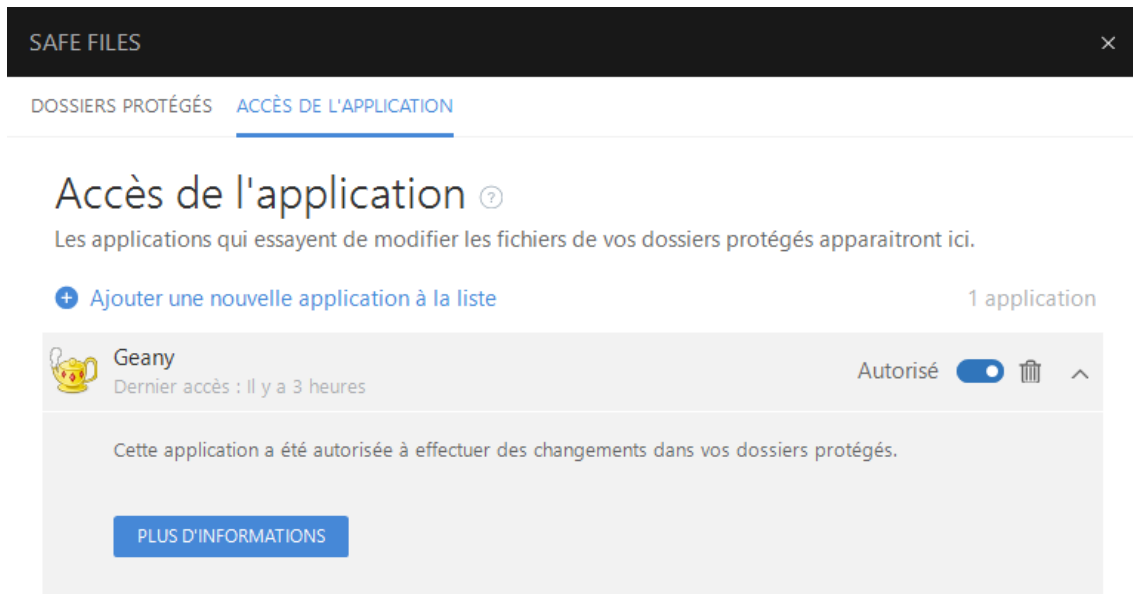 SAFE FILES
DOSSIERS PROTÉGÉS ACCÈS DE L'APPLICATION
Accès de l'application
Les applications qui essayent de modifier les fichiers de vos dossiers protégés apparaitront ici.
Ajouter une nouvelle application à la liste 1 application
Geany
Autorisé
Dernier accès : Il y a 3 heures
Cette application a été autorisée à effectuer des changements dans vos dossiers protégés.
PLUS D'INFORMATIONS